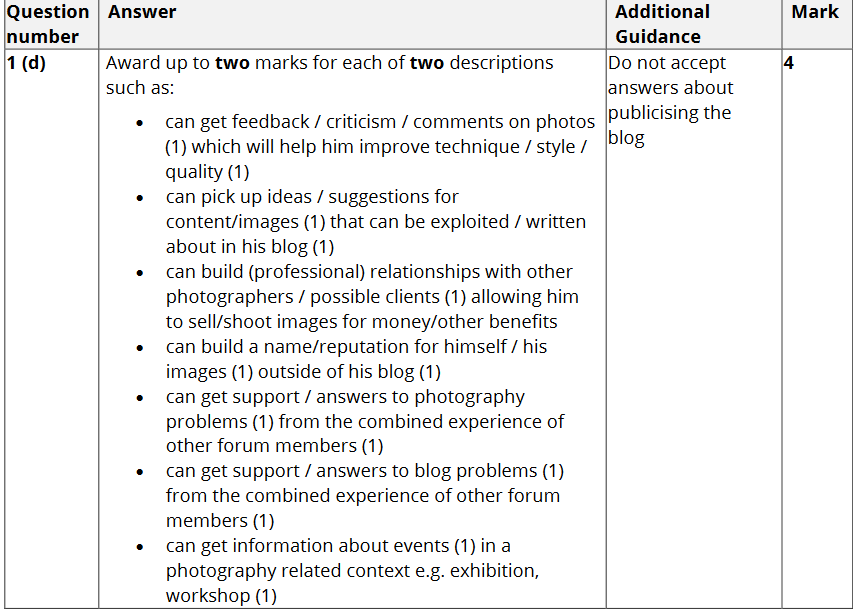 Question number
Answer
Additional Guidance
Mark
1 (d)
Award up to two marks for each of two descriptions
such as:
• can get feedback / criticism / comments on photos
(1) which will help him improve technique / style /
quality (1)
• can pick up ideas / suggestions for
content/images (1) that can be exploited / written
about in his blog (1)
• can build (professional) relationships with other
photographers / possible clients (1) allowing him
to sell/shoot images for money/other benefits
• can build a name/reputation for himself / his
images (1) outside of his blog (1)
• can get support / answers to photography
problems (1) from the combined experience of
other forum members (1)
• can get support / answers to blog problems (1)
from the combined experience of other forum
members (1)
• can get information about events (1) in a
photography related context e.g. exhibition,
workshop (1)
Do not accept
answers about
publicising the
blog
4